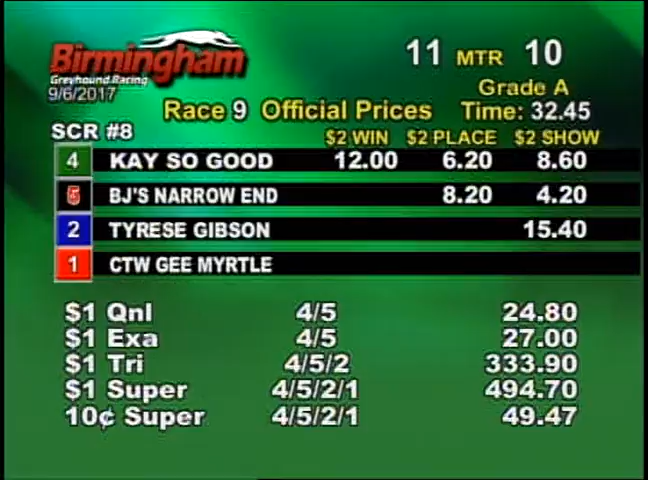 Birmingham
Greyhound Racing
9/6/2017
11 MTR 10
Grade A
Race 9 Official Prices Time: 32.45
SCR #8
$2 WIN $2 PLACE $2 SHOW
4 KAY SO GOOD 12.00 6.20 8.60
5 BJ'S NARROW END 8.20 4.20
2 TYRESE GIBSON 15.40
1 CTW GEE MYRTLE
$1 Qnl 4/5 24.80
$1 Exa 4/5 27.00
$1 Tri 4/5/2 333.90
$1 Super 4/5/2/1 494.70
10¢ Super 4/5/2/1 49.47